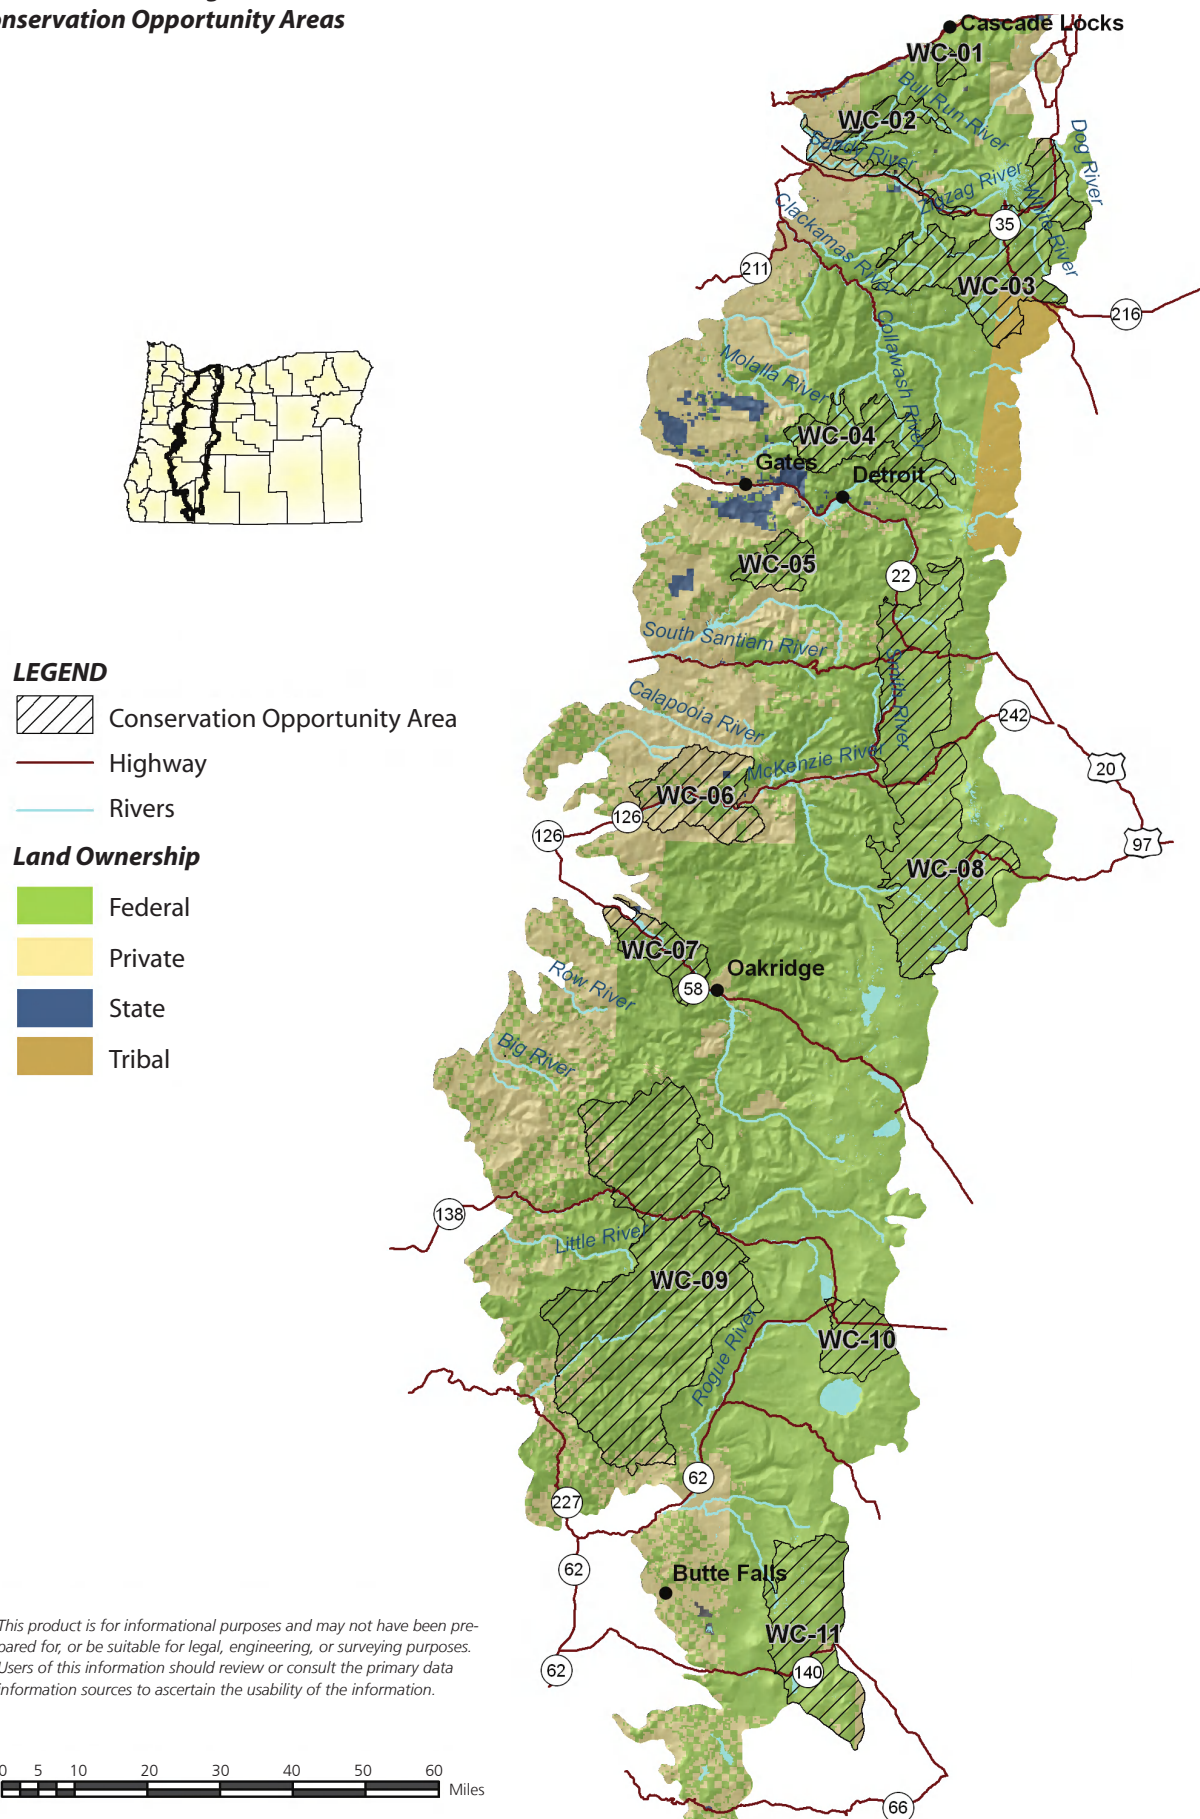 Conservation Opportunity Areas
Cascade Locks
WC-01
Bull Run River
WC-02
Sandy River
Dog River
Zigzag River
White River
35
Clackamas River
211
WC-03
216
Collawash River
Molalla River
WC-04
Gates
Detroit
WC-05
22
South Santiam River
Smith River
Calapooia River
242
McKenzie River
20
WC-06
126
126
97
WC-08
WC-07
Oakridge
58
Row River
Big River
138
Little River
WC-09
WC-10
Rogue River
62
227
62
Butte Falls
WC-11
62
140
66
LEGEND
Conservation Opportunity Area
Highway
Rivers
Land Ownership
Federal
Private
State
Tribal
This product is for informational purposes and may not have been pre-
pared for, or be suitable for legal, engineering, or surveying purposes.
Users of this information should review or consult the primary data
information sources to ascertain the usability of the information.
0 5 10 20 30 40 50 60
Miles